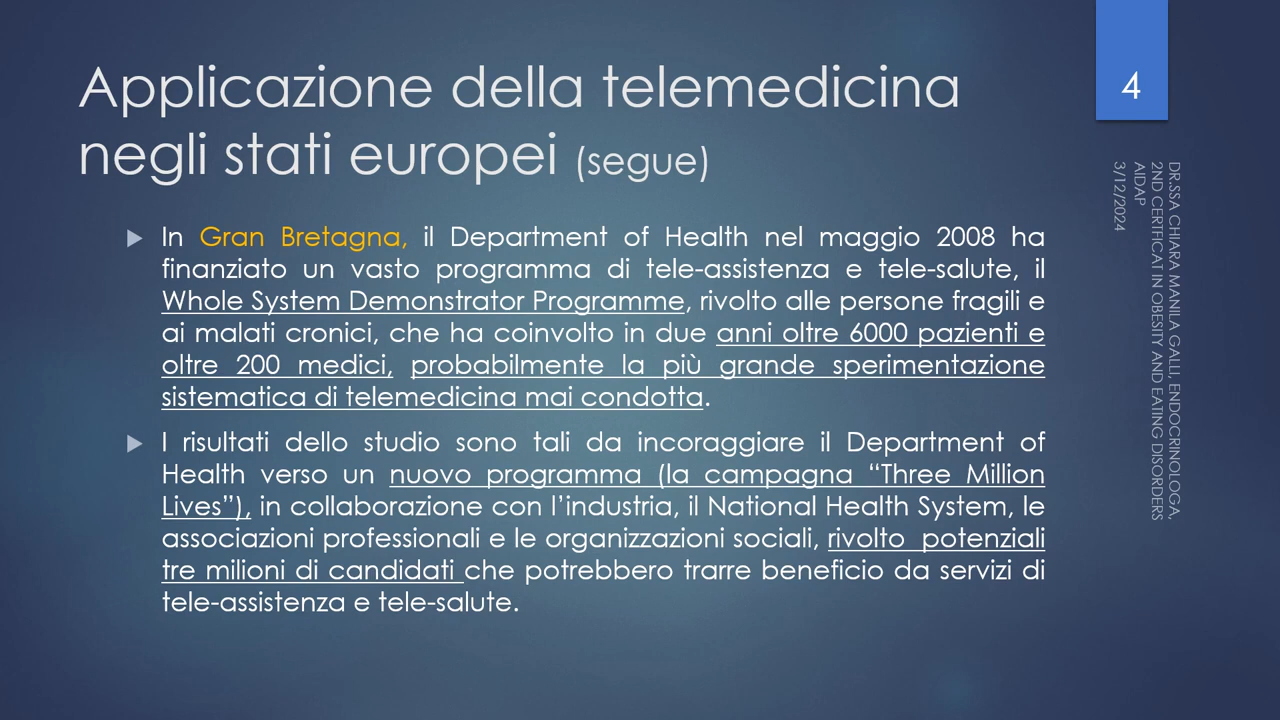 Applicazione della telemedicina
negli stati europei (segue)
4
In Gran Bretagna, il Department of Health nel maggio 2008 ha
finanziato un vasto programma di tele-assistenza e tele-salute, il
Whole System Demonstrator Programme, rivolto alle persone fragili e
ai malati cronici, che ha coinvolto in due anni oltre 6000 pazienti e
oltre 200 medici, probabilmente la più grande sperimentazione
sistematica di telemedicina mai condotta.
I risultati dello studio sono tali da incoraggiare il Department of
Health verso un nuovo programma (la campagna “Three Million
Lives”), in collaborazione con l’industria, il National Health System, le
associazioni professionali e le organizzazioni sociali, rivolto potenziali
tre milioni di candidati che potrebbero trarre beneficio da servizi di
tele-assistenza e tele-salute.
DR.SSA CHIARA MANILA GALLI, ENDOCRINOLOGA,
2ND CERTIFICAT IN OBESITY AND EATING DISORDERS
AIDAP
3/12/2024